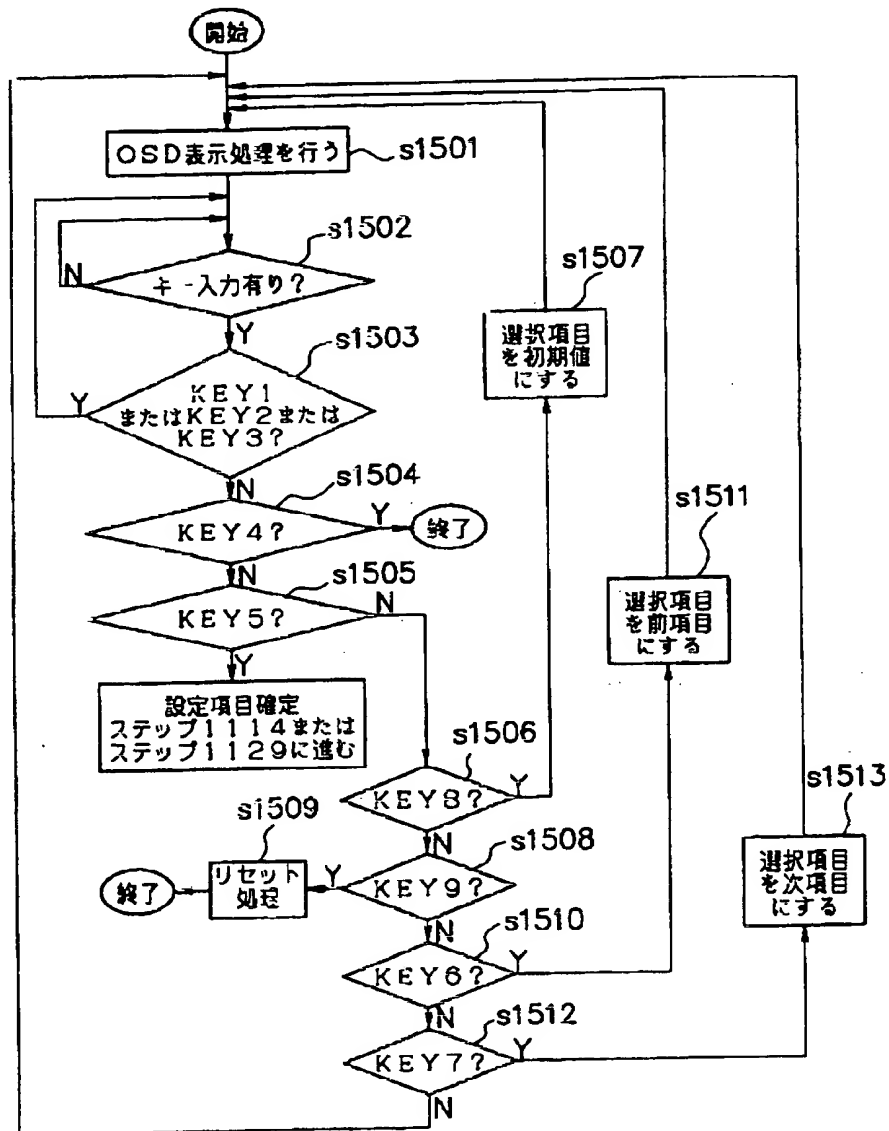 開始
OSD表示処理を行う
s1501
s1502
N
キー入力有り?
Y
s1503
KEY1
またはKEY2または
KEY3?
Y
N
s1504
KEY4?
Y
終了
N
s1505
KEY5?
N
Y
設定項目確定
ステップ1114または
ステップ1129に進む
s1506
KEY8?
Y
s1507
選択項目
を初期値
にする
N
s1508
KEY9?
Y
s1509
リセット
処理
終了
N
s1510
KEY6?
Y
s1511
選択項目
を前項目
にする
N
s1512
KEY7?
Y
s1513
選択項目
を次項目
にする
N